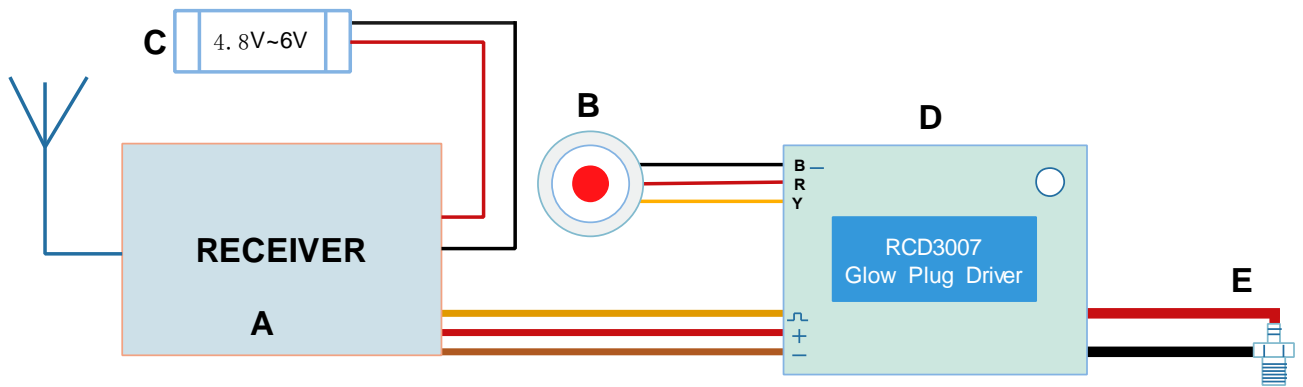 C
4.8V~6V
B
D
B
R
Y
RECEIVER
RCD3007
Glow Plug Driver
E
A
+
−